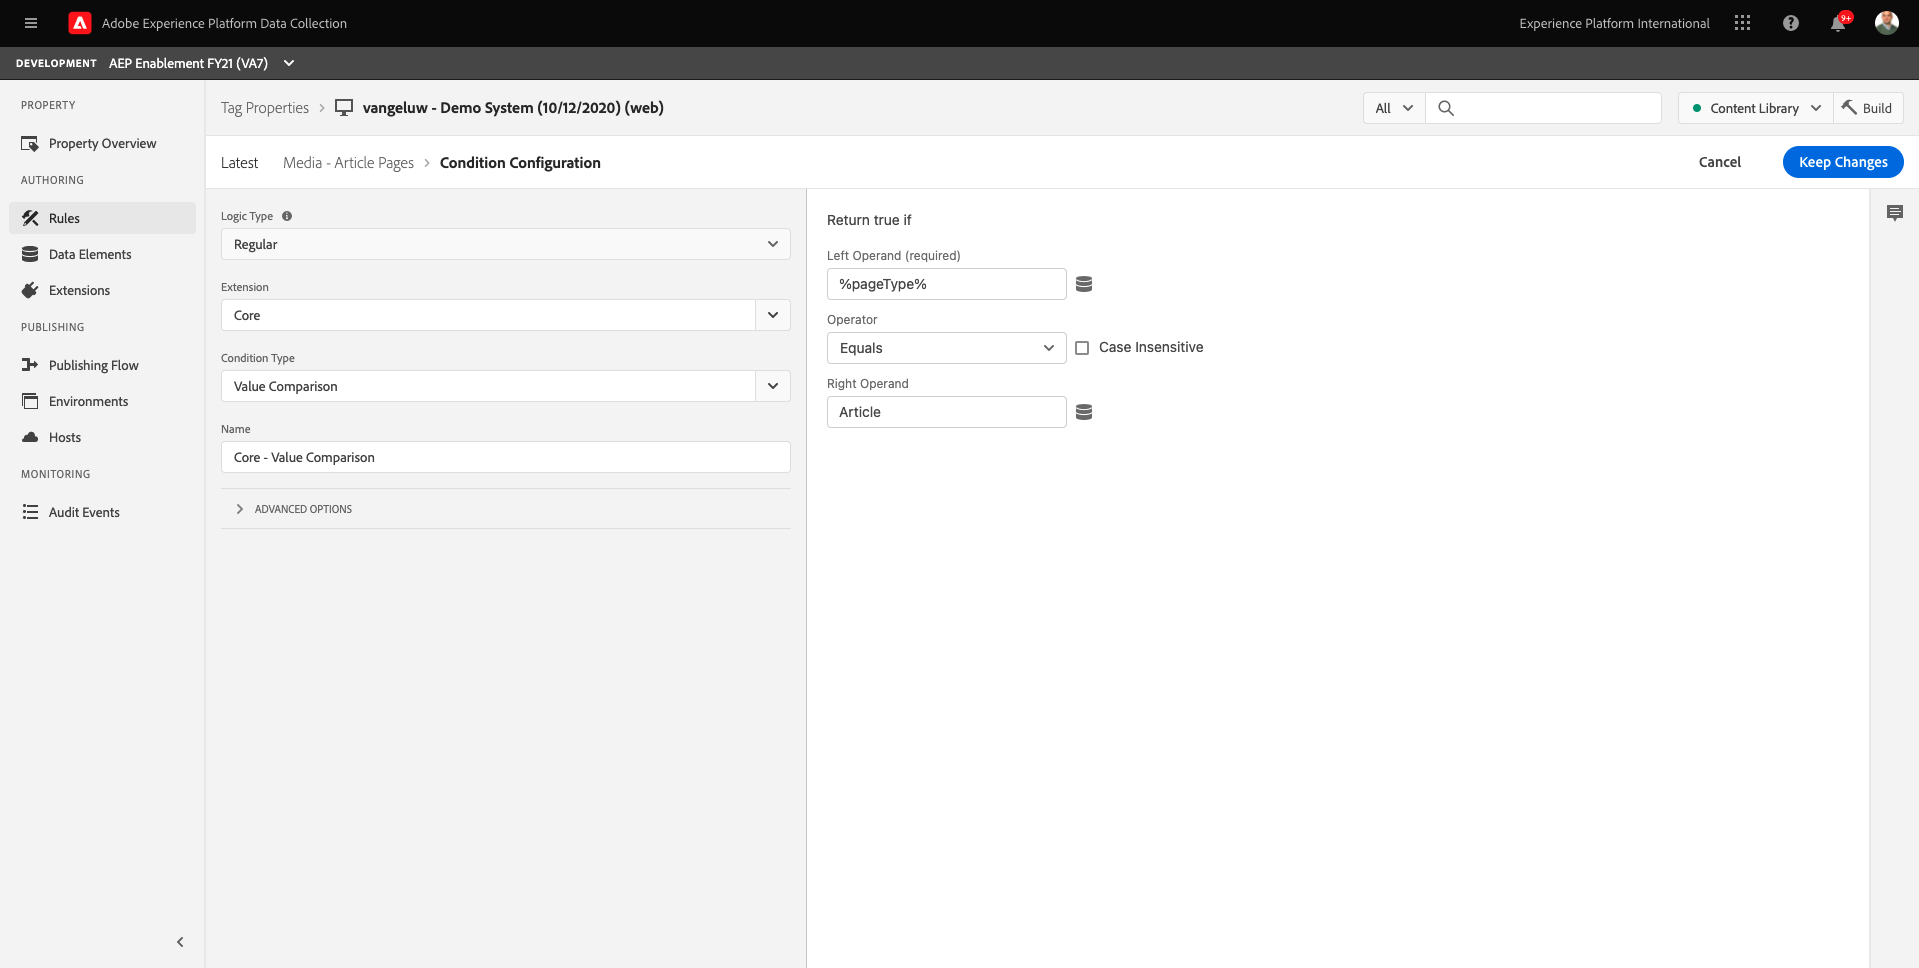 Adobe Experience Platform Data Collection
Experience Platform International
9+
DEVELOPMENT AEP Enablement FY21 (VA7)
PROPERTY
Property Overview
AUTHORING
Rules
Data Elements
Extensions
PUBLISHING
Publishing Flow
Environments
Hosts
MONITORING
Audit Events
Tag Properties vangeluw - Demo System (10/12/2020) (web)
All
Content Library
Build
Latest Media - Article Pages Condition Configuration
Cancel
Keep Changes
Logic Type
Regular
Extension
Core
Condition Type
Value Comparison
Name
Core - Value Comparison
ADVANCED OPTIONS
Return true if
Left Operand (required)
%pageType%
Operator
Equals
Case Insensitive
Right Operand
Article